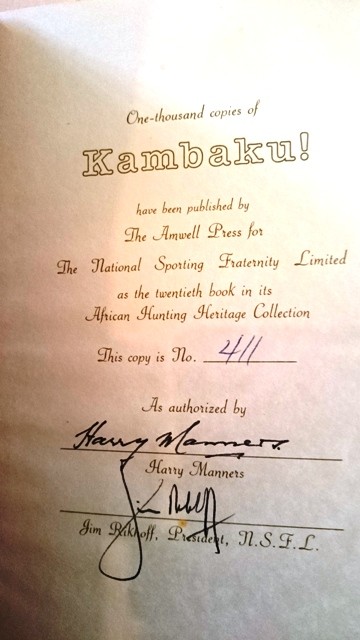 One-thousand copies of
Kambaku!
have been published by
The Amwell Press for
The National Sporting Fraternity Limited
as the twentieth book in its
African Hunting Heritage Collection
This copy is No. 411
As authorized by
Harry Manners
Harry Manners
Jim Rikhoff
Jim Rikhoff, President, N.S.F.L.